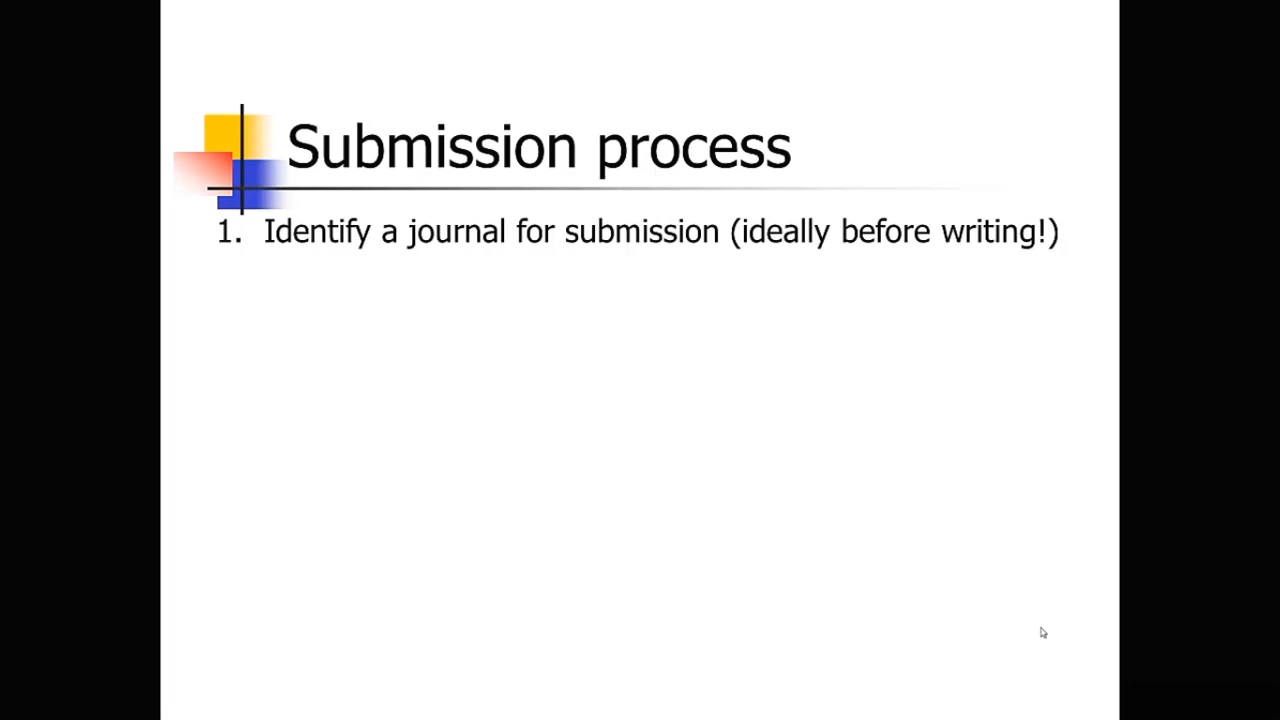 Submission process
1. Identify a journal for submission (ideally before writing!)